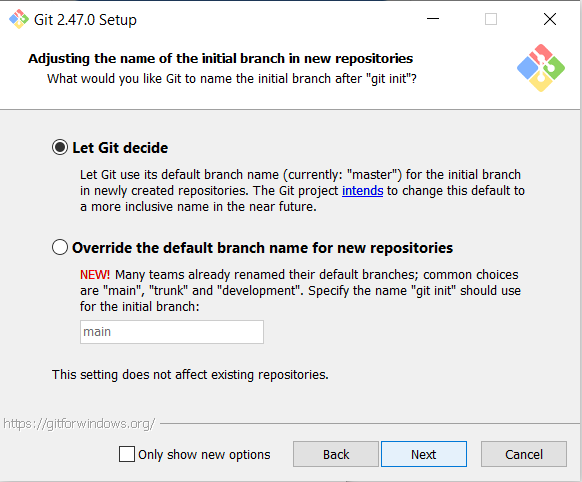 Git 2.47.0 Setup
Adjusting the name of the initial branch in new repositories
What would you like Git to name the initial branch after "git init"?
Let Git decide
Let Git use its default branch name (currently: "master") for the initial branch
in newly created repositories. The Git project intends to change this default to
a more inclusive name in the near future.
Override the default branch name for new repositories
NEW! Many teams already renamed their default branches; common choices
are "main", "trunk" and "development". Specify the name "git init" should use
for the initial branch:
main
This setting does not affect existing repositories.
https://gitforwindows.org/
Only show new options
Back
Next
Cancel